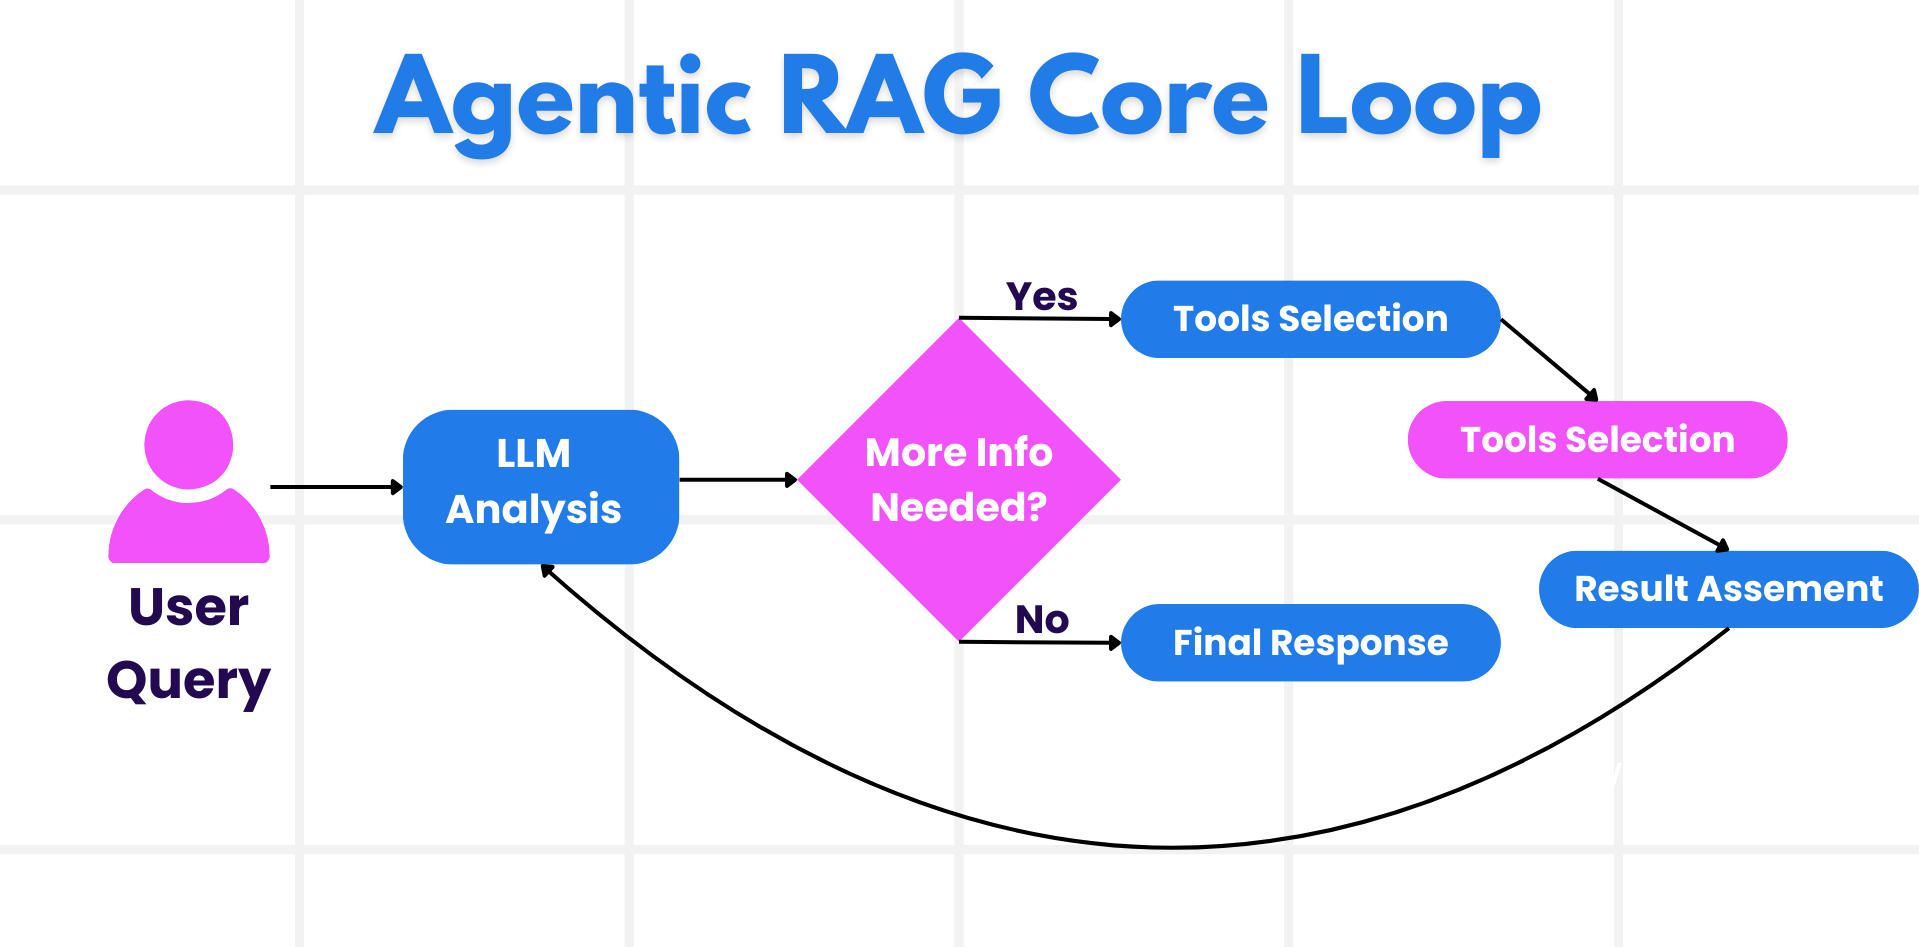 Agentic RAG Core Loop
Yes
Tools Selection
Tools Selection
LLM
Analysis
More Info
Needed?
Result Assement
No
Final Response
User
Query